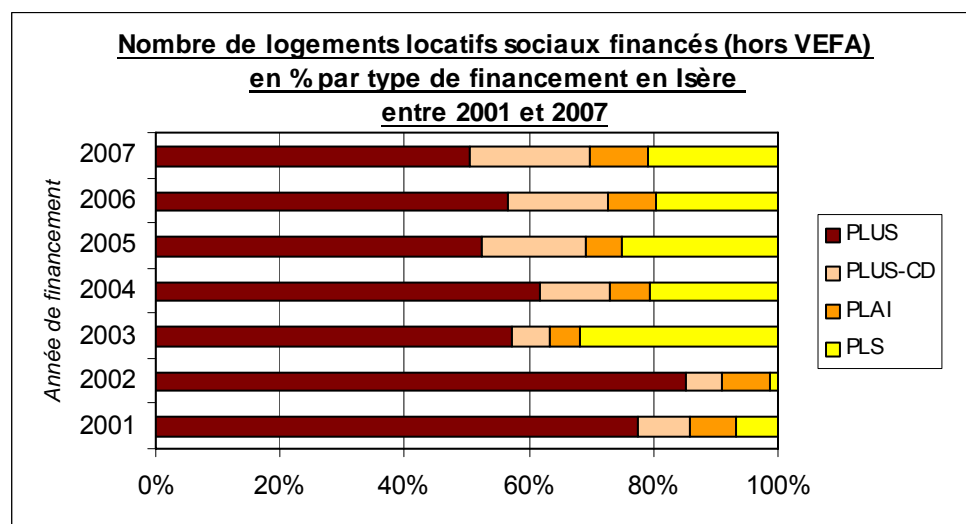 Nombre de logements locatifs sociaux financés (hors VEFA)
en % par type de financement en Isère
entre 2001 et 2007
Année de financement
2007
2006
2005
2004
2003
2002
2001
0% 20% 40% 60% 80% 100%
PLUS
PLUS-CD
PLAI
PLS